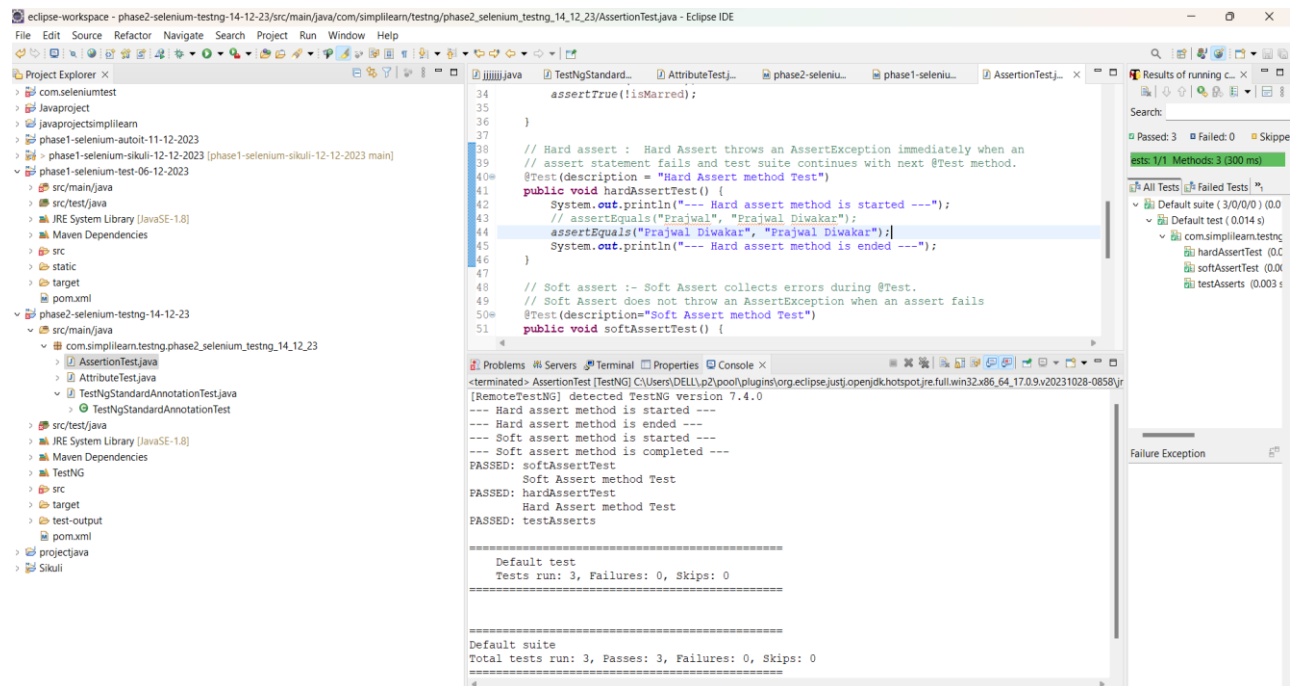 eclipse-workspace - phase2-selenium-testng-14-12-23/src/main/java/com/simplilearn/testng/phase2_selenium_testng_14_12_23/AssertionTest.java - Eclipse IDE
File Edit Source Refactor Navigate Search Project Run Window Help
Project Explorer
com.seleniumtest
Javaproject
javaprojectsimplilearn
phase1-selenium-autoit-11-12-2023
> phase1-selenium-sikuli-12-12-2023 [phase1-selenium-sikuli-12-12-2023 main]
phase1-selenium-test-06-12-2023
src/main/java
src/test/java
JRE System Library [JavaSE-1.8]
Maven Dependencies
src
static
target
pom.xml
phase2-selenium-testng-14-12-23
src/main/java
com.simplilearn.testng.phase2_selenium_testng_14_12_23
AssertionTest.java
AttributeTest.java
TestNgStandardAnnotationTest.java
TestNgStandardAnnotationTest
src/test/java
JRE System Library [JavaSE-1.8]
Maven Dependencies
TestNG
src
target
test-output
pom.xml
projectjava
Sikuli
TestNgStandard... AttributeTest.j... phase2-seleniu... phase1-seleniu... AssertionTest.j...
34 assertTrue(!isMarred);
35
36 }
37
38 // Hard assert : Hard Assert throws an AssertException immediately when an
39 // assert statement fails and test suite continues with next @Test method.
40 @Test(description = "Hard Assert method Test")
41 public void hardAssertTest() {
42 System.out.println("--- Hard assert method is started ---");
43 // assertEquals("Prajwal", "Prajwal Diwakar");
44 assertEquals("Prajwal Diwakar", "Prajwal Diwakar");
45 System.out.println("--- Hard assert method is ended ---");
46 }
47
48 // Soft assert :- Soft Assert collects errors during @Test.
49 // Soft Assert does not throw an AssertException when an assert fails
50 @Test(description="Soft Assert method Test")
51 public void softAssertTest() {
Problems Servers Terminal Properties Console
<terminated> AssertionTest [TestNG] C:\Users\DELL\.p2\pool\plugins\org.eclipse.justj.openjdk.hotspot.jre.full.win32.x86_64_17.0.9.v20231028-0858\jr
[RemoteTestNG] detected TestNG version 7.4.0
--- Hard assert method is started ---
--- Hard assert method is ended ---
--- Soft assert method is started ---
--- Soft assert method is completed ---
PASSED: softAssertTest
Soft Assert method Test
PASSED: hardAssertTest
Hard Assert method Test
PASSED: testAsserts
===============================================
Default test
Tests run: 3, Failures: 0, Skips: 0
===============================================
===============================================
Default suite
Total tests run: 3, Passes: 3, Failures: 0, Skips: 0
===============================================
Results of running c...
Search:
Passed: 3 Failed: 0 Skippe
ests: 1/1 Methods: 3 (300 ms)
All Tests Failed Tests
Default suite ( 3/0/0/0 ) (0.0
Default test ( 0.014 s)
com.simplilearn.testng
hardAssertTest (0.0
softAssertTest (0.00
testAsserts (0.003 s
Failure Exception